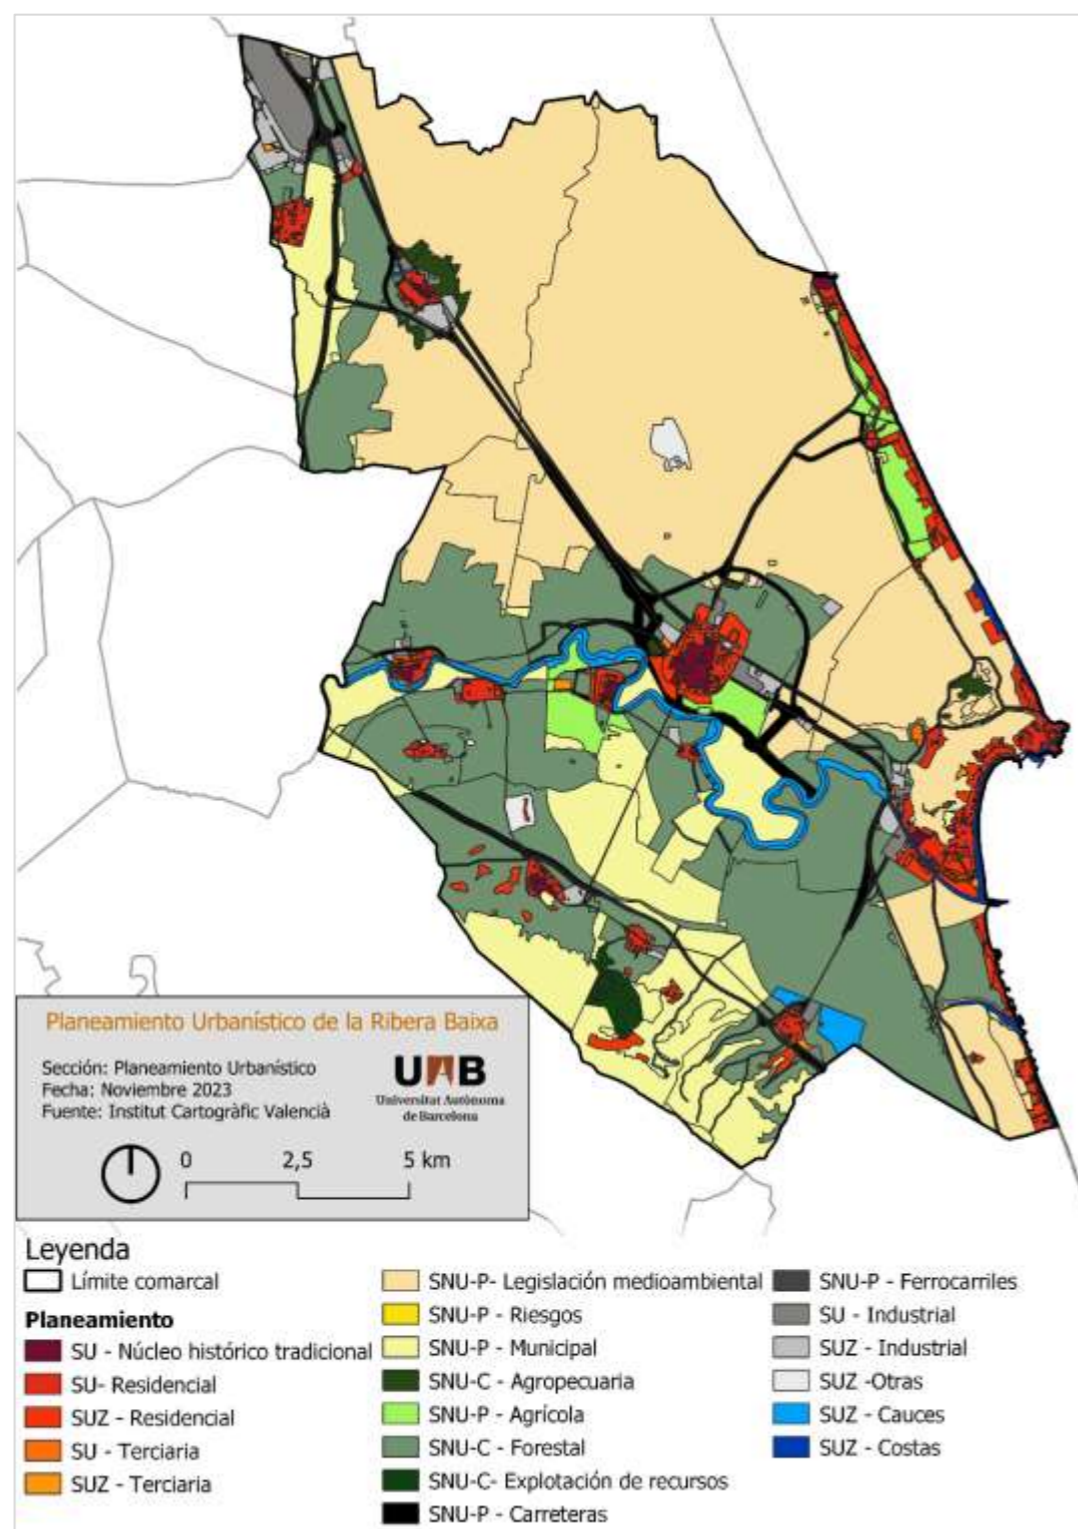 Planeamiento Urbanístico de la Ribera Baixa
Sección: Planeamiento Urbanístico
Fecha: Noviembre 2023
Fuente: Institut Cartogràfic Valencià
UAB
Universitat Autònoma
de Barcelona
0 2,5 5 km
Leyenda
Límite comarcal
Planeamiento
SU - Núcleo histórico tradicional
SU- Residencial
SUZ - Residencial
SU - Terciaria
SUZ - Terciaria
SNU-P- Legislación medioambiental
SNU-P - Riesgos
SNU-P - Municipal
SNU-C - Agropecuaria
SNU-P - Agrícola
SNU-C - Forestal
SNU-C- Explotación de recursos
SNU-P - Carreteras
SNU-P - Ferrocarriles
SU - Industrial
SUZ - Industrial
SUZ -Otras
SUZ - Cauces
SUZ - Costas